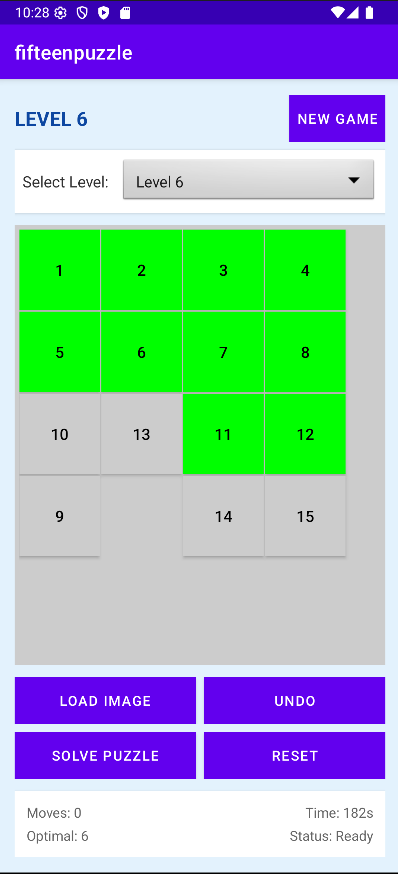 10:28
fifteenpuzzle
LEVEL 6 NEW GAME
Select Level: Level 6
1 2 3 4
5 6 7 8
10 13 11 12
9 14 15
LOAD IMAGE UNDO
SOLVE PUZZLE RESET
Moves: 0 Time: 182s
Optimal: 6 Status: Ready